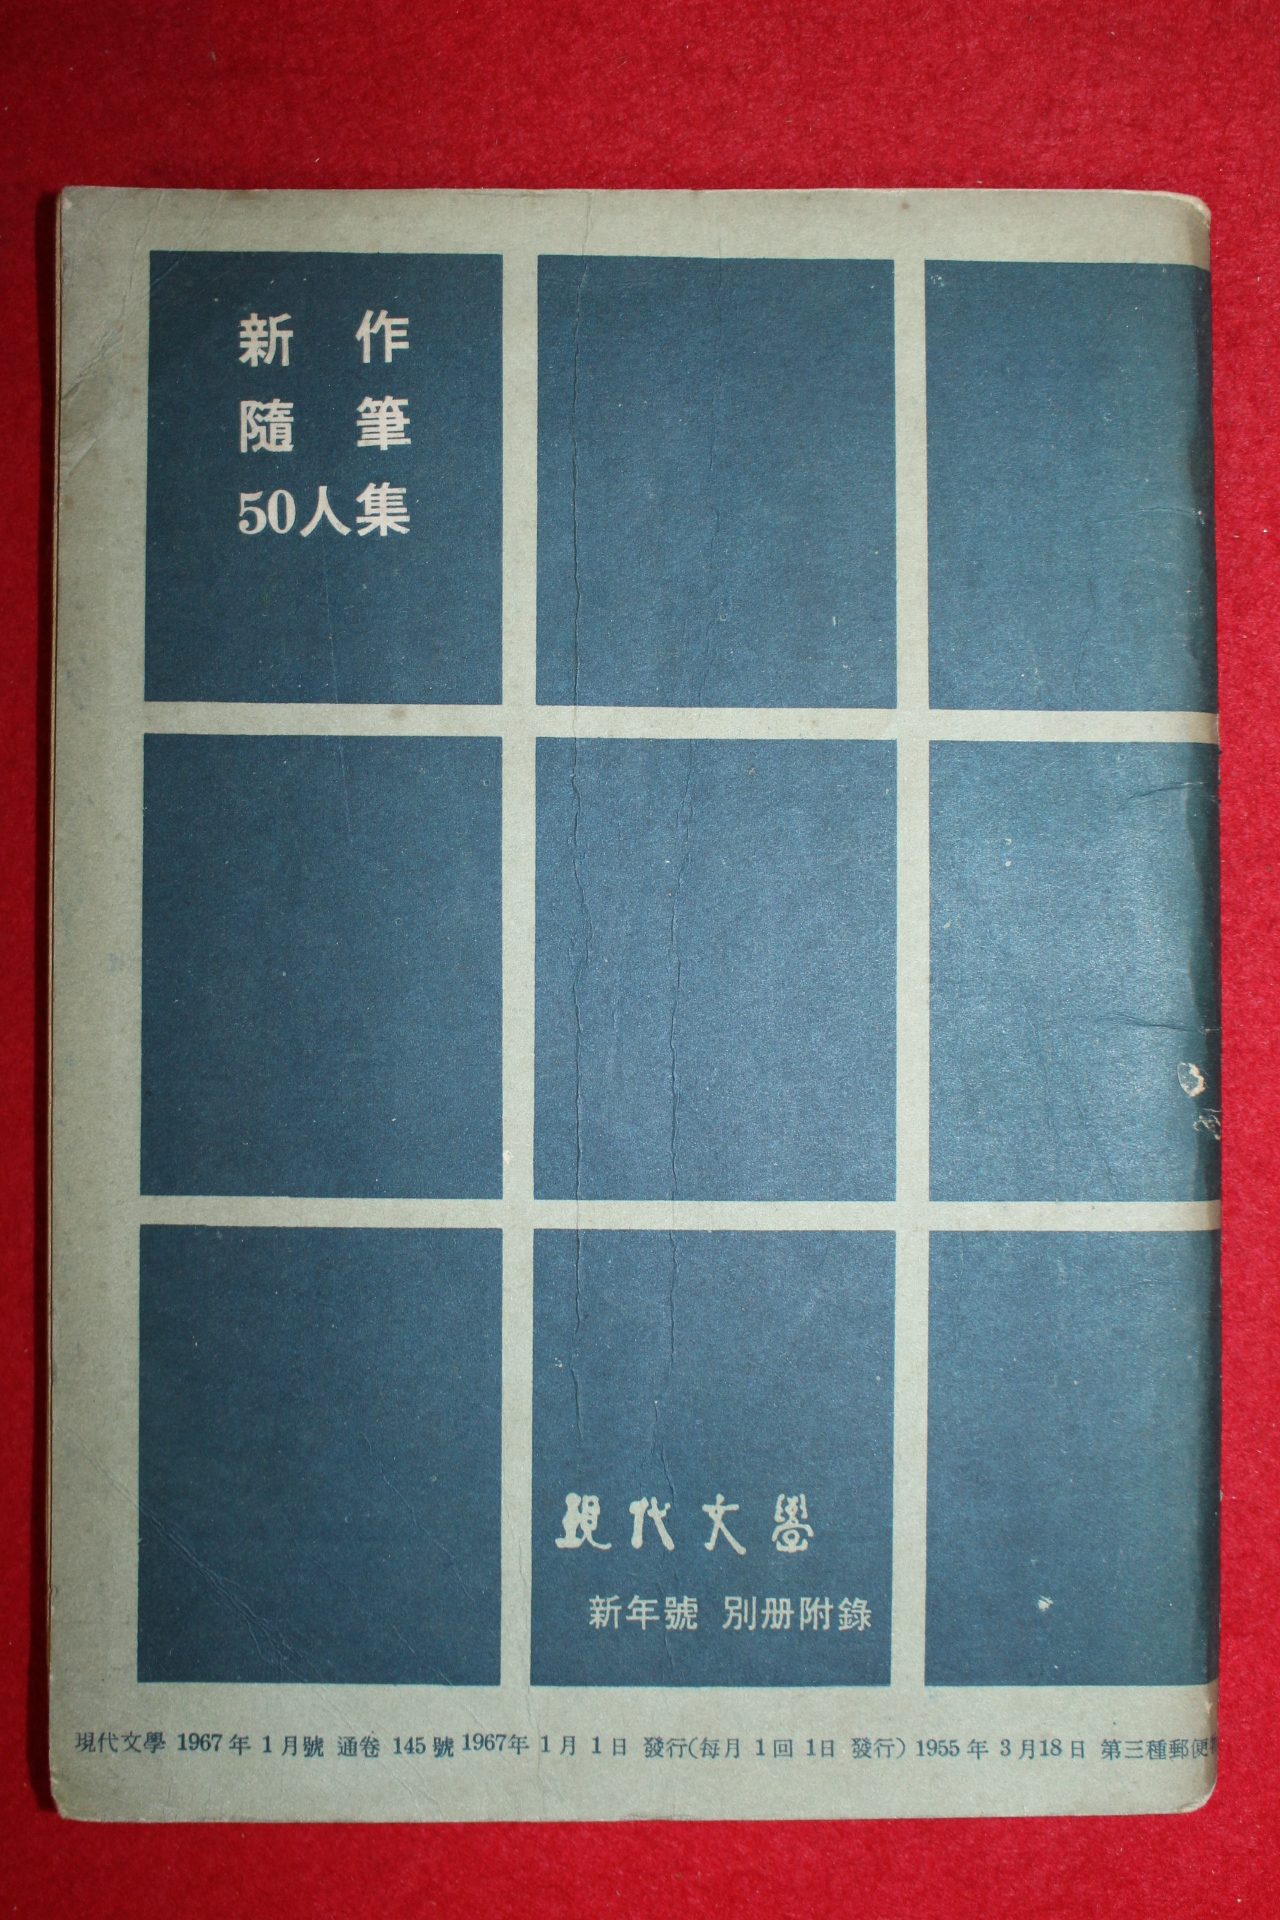 新作
隨筆
50人集
現代文學
新年號 別册附錄
現代文學 1967年 1月號 通卷 145號 1967年 1月 1日 發行(每月 1回 1日 發行) 1955年 3月18日 第三種郵便